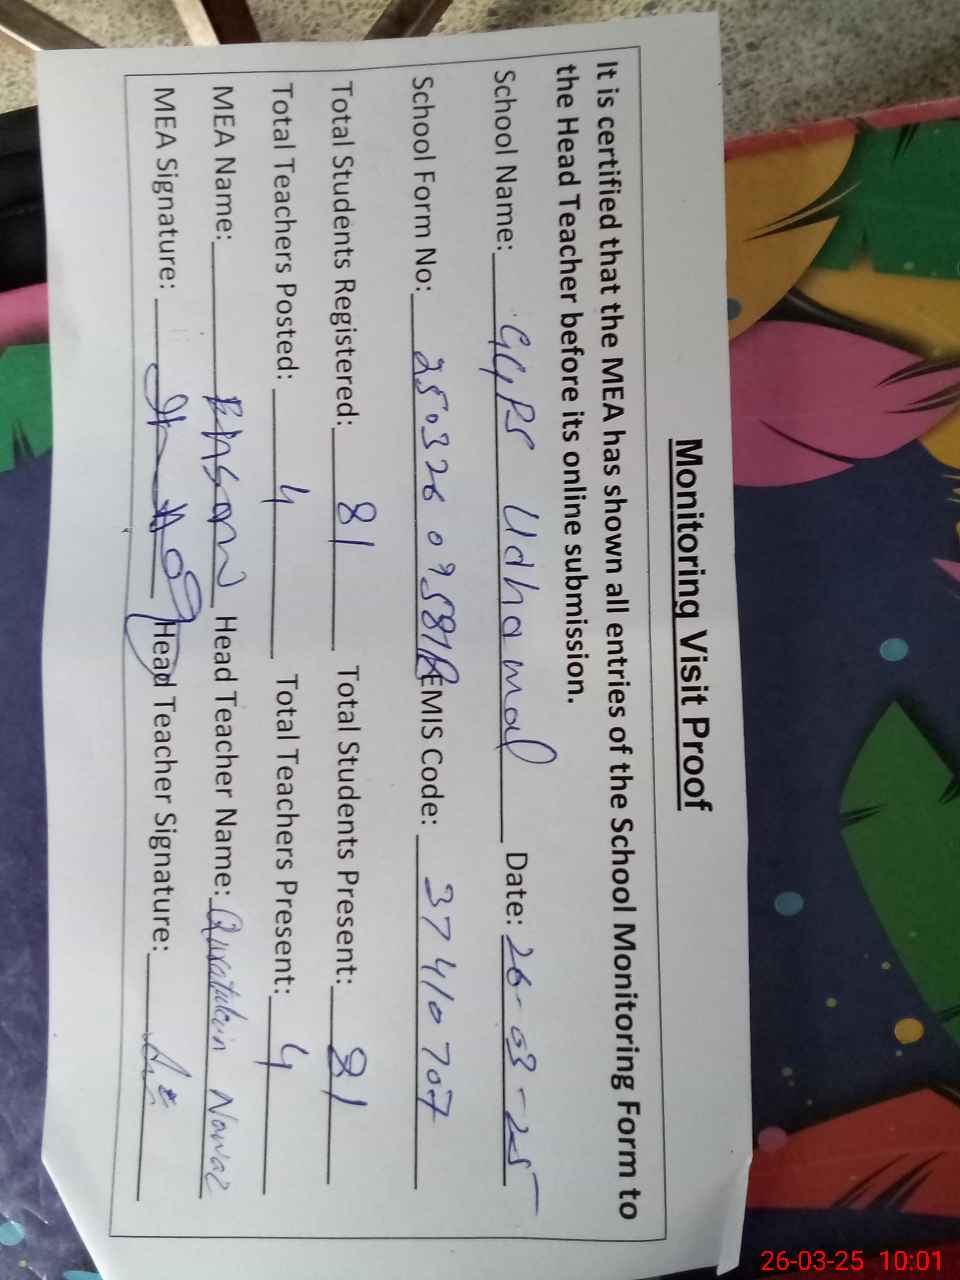 Monitoring Visit Proof
It is certified that the MEA has shown all entries of the School Monitoring Form to
the Head Teacher before its online submission.
School Name: GGPS Udhomal Date: 26-03-25
School Form No: EMIS Code: 37410707
Total Students Registered: 81 Total Students Present: 81
Total Teachers Posted: 4 Total Teachers Present: 4
MEA Name: Head Teacher Name: Quratulain Nawaz
MEA Signature: Head Teacher Signature:
26-03-25 10:01